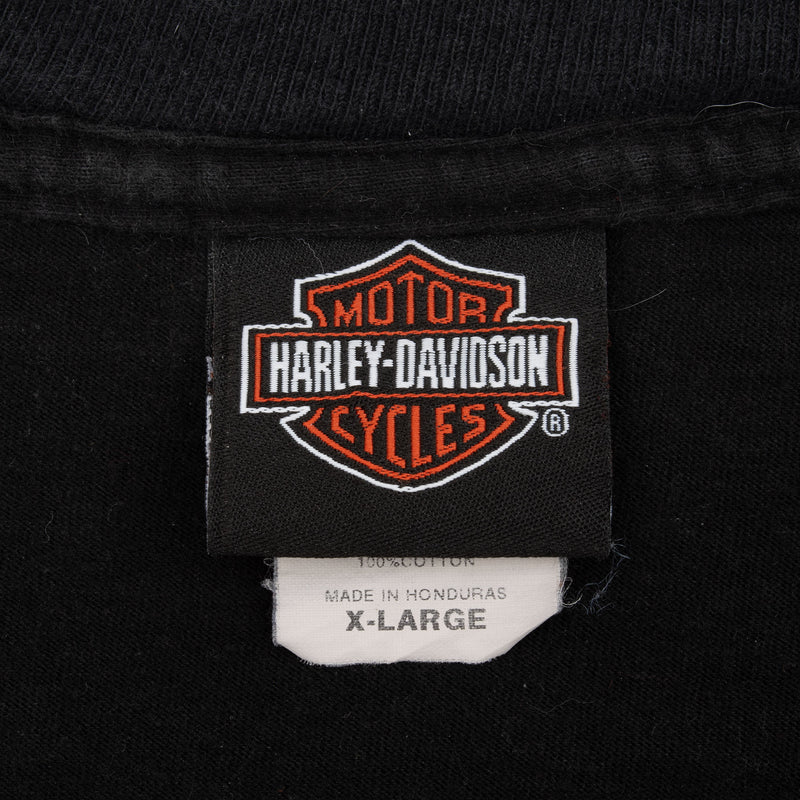 MOTOR
HARLEY-DAVIDSON
CYCLES
®
100% COTTON
MADE IN HONDURAS
X-LARGE